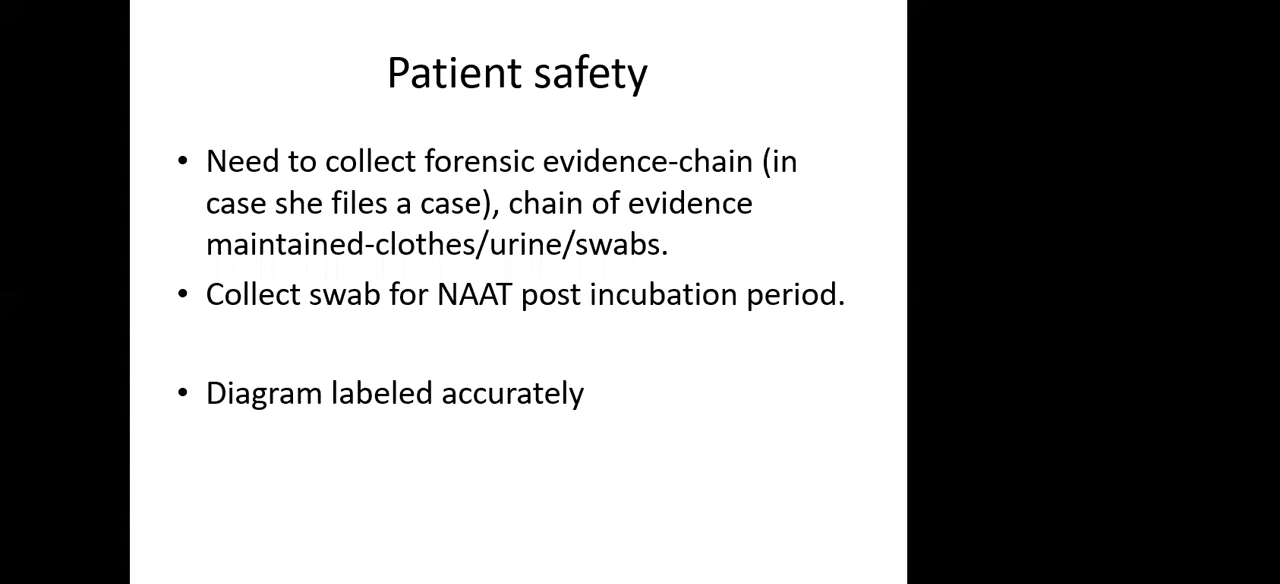 Patient safety
• Need to collect forensic evidence-chain (in
case she files a case), chain of evidence
maintained-clothes/urine/swabs.
• Collect swab for NAAT post incubation period.
• Diagram labeled accurately